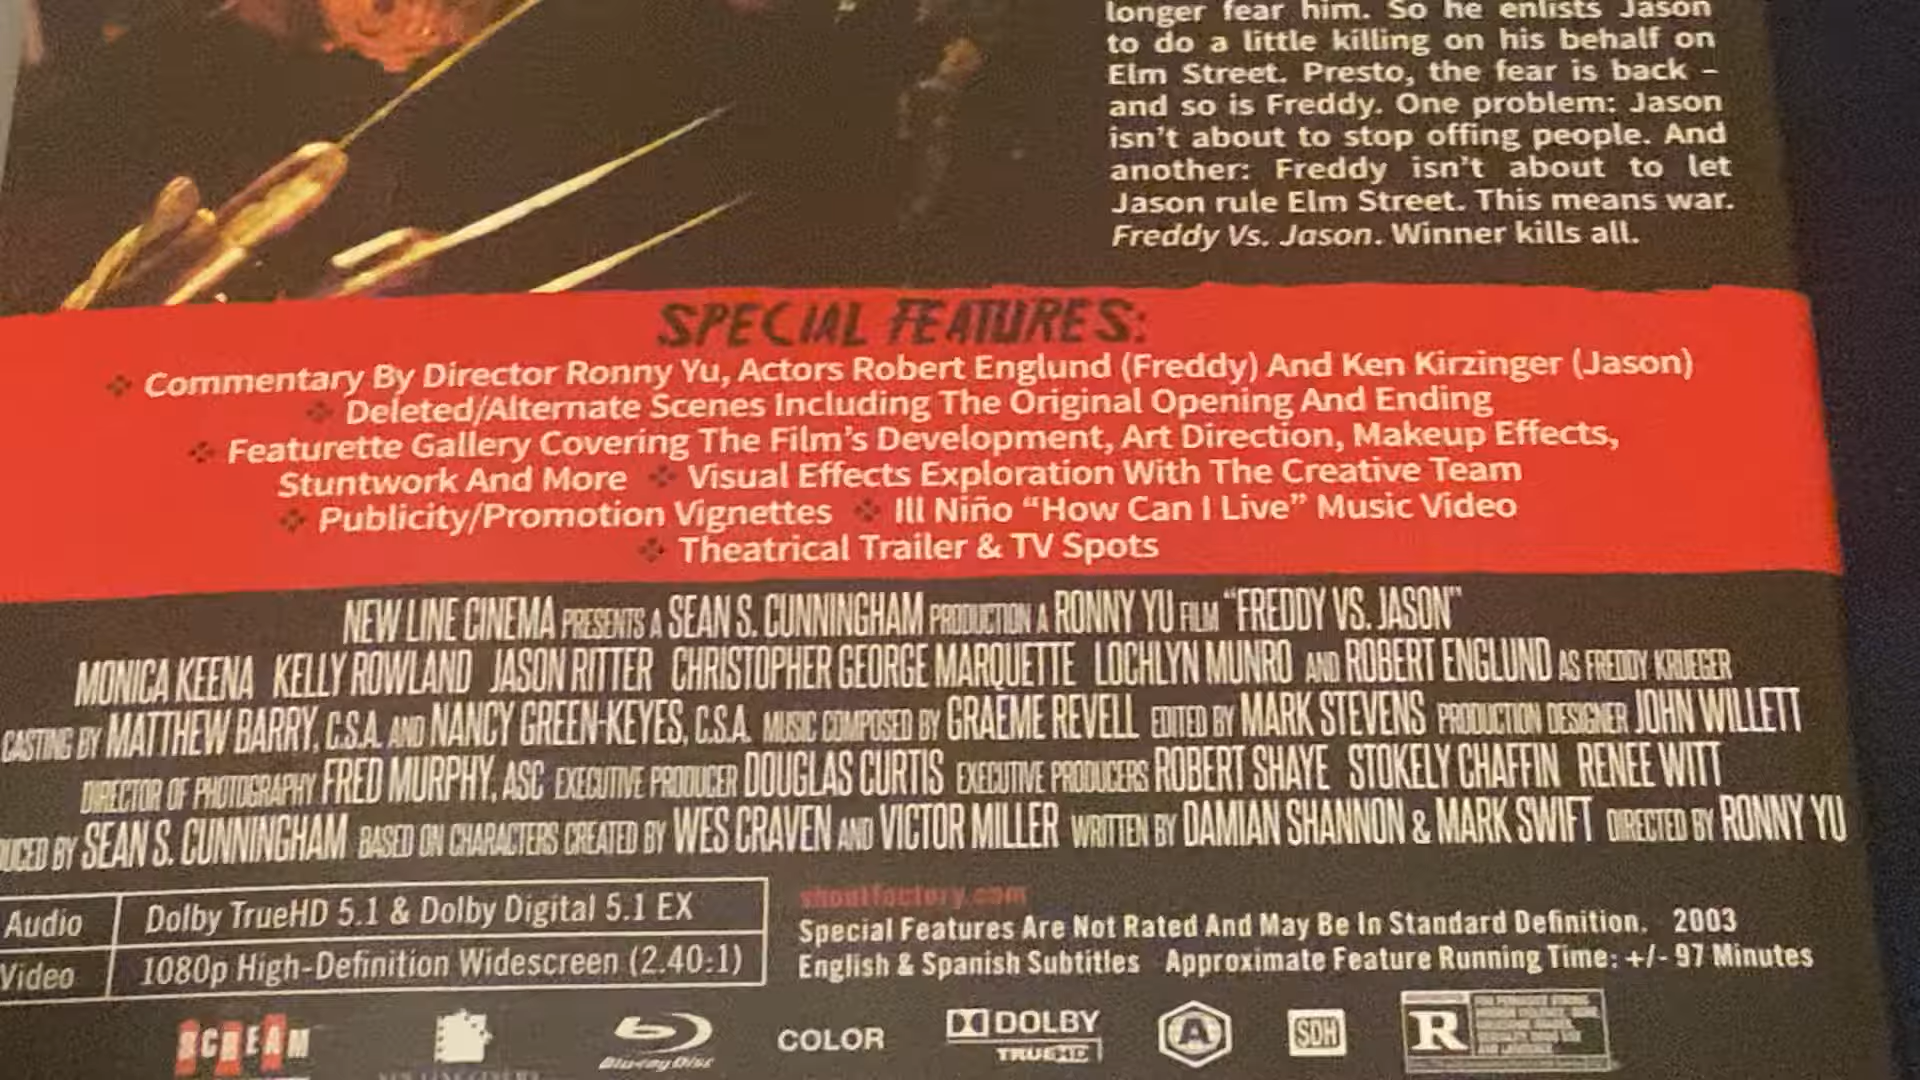 longer fear him. So he enlists Jason
to do a little killing on his behalf on
Elm Street. Presto, the fear is back –
and so is Freddy. One problem: Jason
isn't about to stop offing people. And
another: Freddy isn't about to let
Jason rule Elm Street. This means war.
Freddy Vs. Jason. Winner kills all.
SPECIAL FEATURES:
Commentary By Director Ronny Yu, Actors Robert Englund (Freddy) And Ken Kirzinger (Jason)
Deleted/Alternate Scenes Including The Original Opening And Ending
Featurette Gallery Covering The Film's Development, Art Direction, Makeup Effects,
Stuntwork And More Visual Effects Exploration With The Creative Team
Publicity/Promotion Vignettes Ill Niño “How Can I Live” Music Video
Theatrical Trailer & TV Spots
NEW LINE CINEMA PRESENTS A SEAN S. CUNNINGHAM PRODUCTION A RONNY YU FILM “FREDDY VS. JASON”
MONICA KEENA KELLY ROWLAND JASON RITTER CHRISTOPHER GEORGE MARQUETTE LOCHLYN MUNRO AND ROBERT ENGLUND AS FREDDY KRUEGER
CASTING BY MATTHEW BARRY, C.S.A. AND NANCY GREEN-KEYES, C.S.A. MUSIC COMPOSED BY GRAEME REVELL EDITED BY MARK STEVENS PRODUCTION DESIGNER JOHN WILLETT
DIRECTOR OF PHOTOGRAPHY FRED MURPHY, ASC EXECUTIVE PRODUCER DOUGLAS CURTIS EXECUTIVE PRODUCERS ROBERT SHAYE STOKELY CHAFFIN RENEE WITT
UCED BY SEAN S. CUNNINGHAM BASED ON CHARACTERS CREATED BY WES CRAVEN AND VICTOR MILLER WRITTEN BY DAMIAN SHANNON & MARK SWIFT DIRECTED BY RONNY YU
Audio Dolby TrueHD 5.1 & Dolby Digital 5.1 EX
Video 1080p High-Definition Widescreen (2.40:1)
shoutfactory.com
Special Features Are Not Rated And May Be In Standard Definition. 2003
English & Spanish Subtitles Approximate Feature Running Time: +/- 97 Minutes
SCREAM NEW LINE CINEMA Blu-ray Disc COLOR DOLBY TRUEHD A SDH R